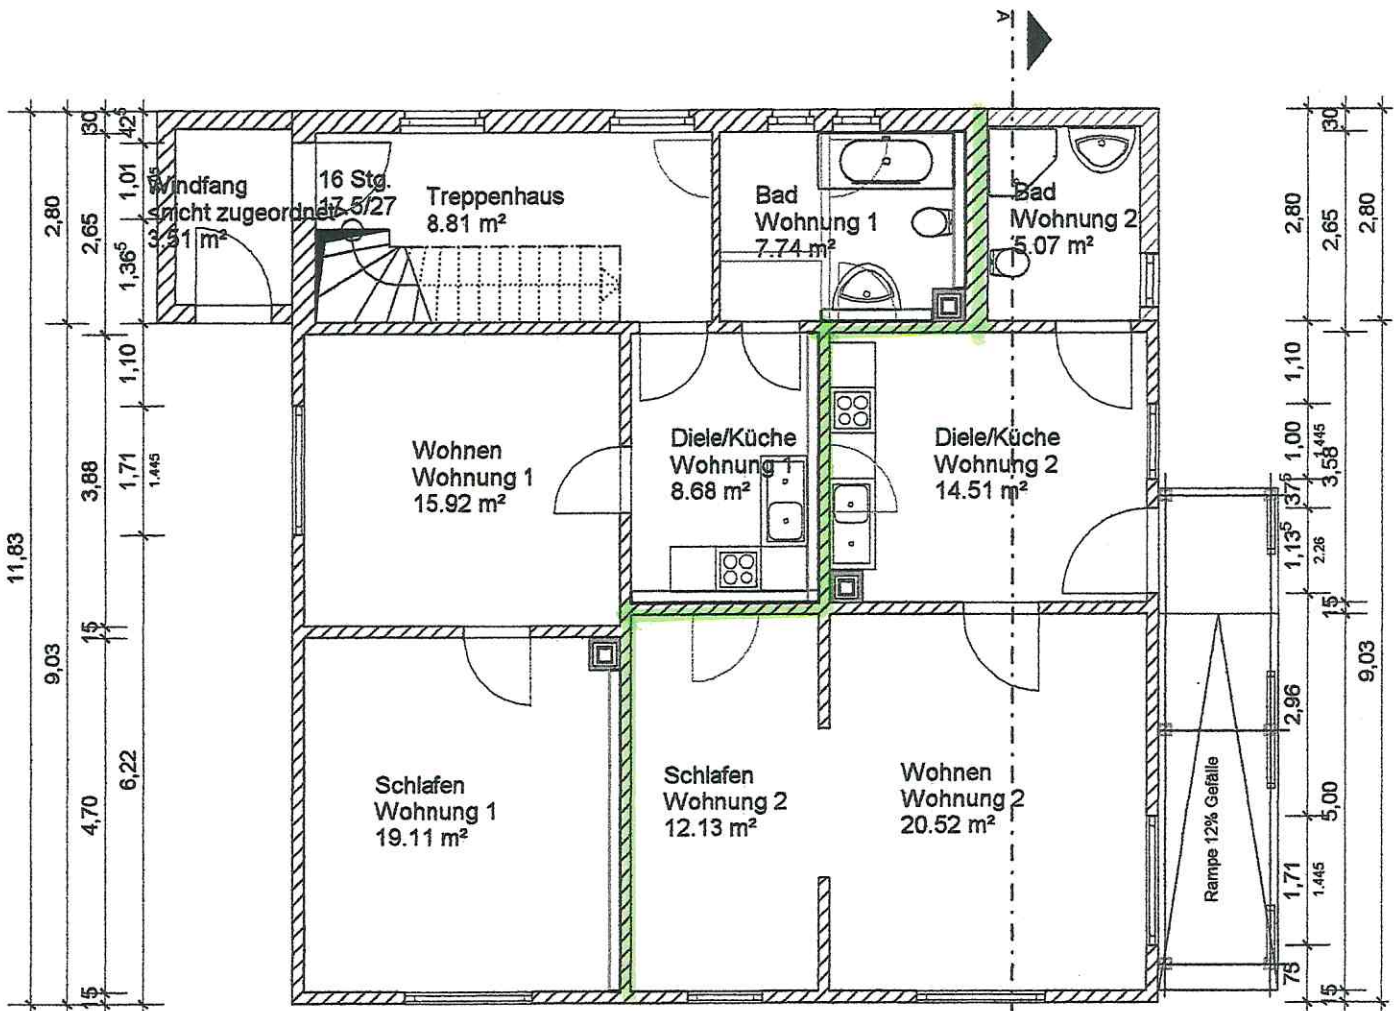 A
Windfang
<nicht zugeordnet>
3.51 m²
16 Stg.
17.5/27
Treppenhaus
8.81 m²
Bad
Wohnung 1
7.74 m²
Bad
Wohnung 2
5.07 m²
Wohnen
Wohnung 1
15.92 m²
Diele/Küche
Wohnung 1
8.68 m²
Diele/Küche
Wohnung 2
14.51 m²
Schlafen
Wohnung 1
19.11 m²
Schlafen
Wohnung 2
12.13 m²
Wohnen
Wohnung 2
20.52 m²
Rampe 12% Gefälle
11,83
2,80
9,03
30
2,65
3,88
15
4,70
15
42⁵
1,01
1,36⁵
1,10
1,71
1.445
6,22
2,80
1,10
1,00
1.445
37⁵
1,13⁵
2.26
2,96
1,71
1.445
75
30
2,65
3,58
15
5,00
15
2,80
9,03